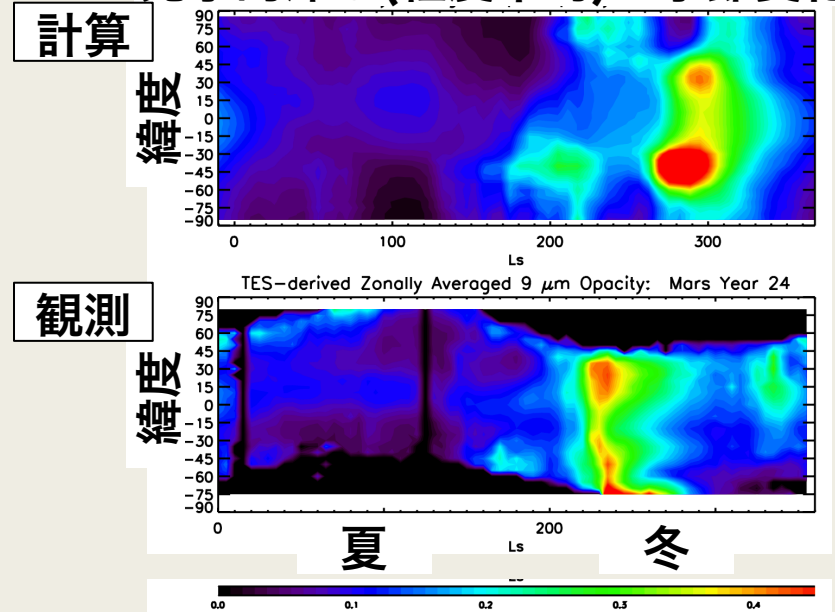 計算
緯度
90
75
60
45
30
15
0
-15
-30
-45
-60
-75
-90
0 100 200 300
Ls
TES-derived Zonally Averaged 9 μm Opacity: Mars Year 24
観測
緯度
90
75
60
45
30
15
0
-15
-30
-45
-60
-75
-90
0 200
Ls
夏 冬
0.0 0.1 0.2 0.3 0.4